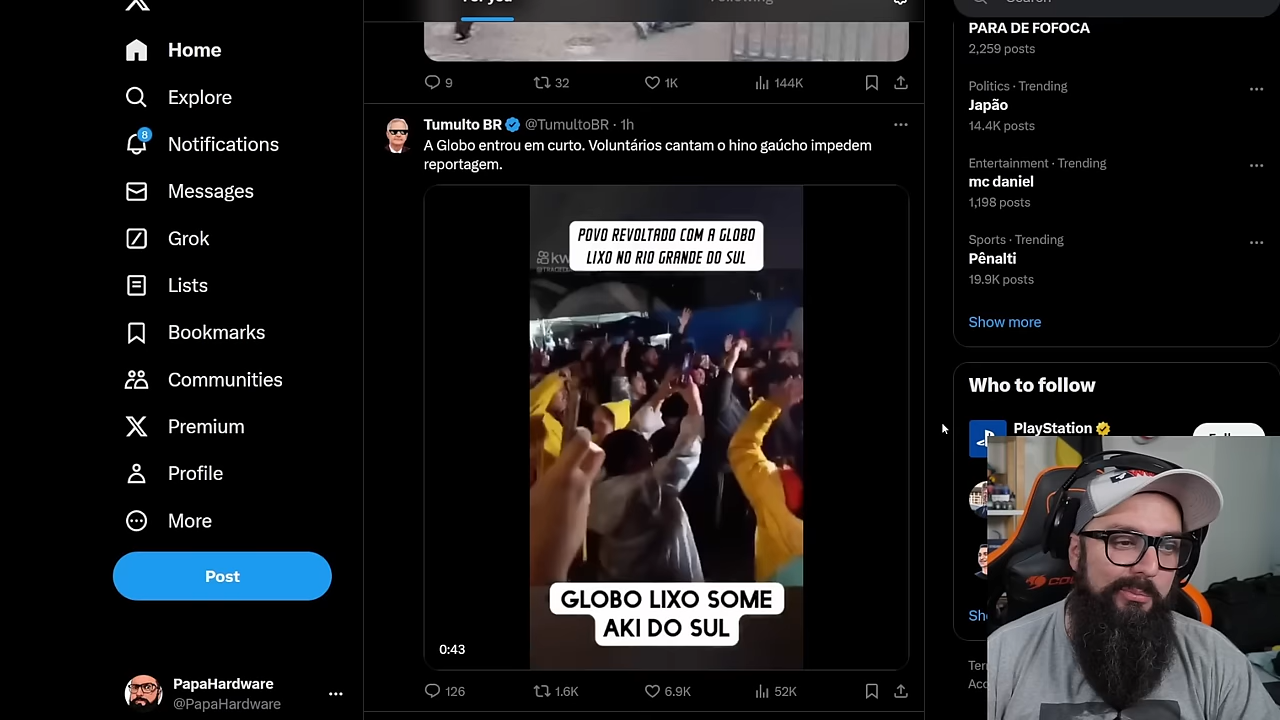 For you
Following
Search
Home
Explore
8
Notifications
Messages
Grok
Lists
Bookmarks
Communities
Premium
Profile
More
Post
PapaHardware
@PapaHardware
9
32
1K
144K
Tumulto BR @TumultoBR · 1h
A Globo entrou em curto. Voluntários cantam o hino gaúcho impedem
reportagem.
POVO REVOLTADO COM A GLOBO
LIXO NO RIO GRANDE DO SUL
GLOBO LIXO SOME
AKI DO SUL
0:43
126
1.6K
6.9K
52K
PARA DE FOFOCA
2,259 posts
Politics · Trending
Japão
14.4K posts
Entertainment · Trending
mc daniel
1,198 posts
Sports · Trending
Pênalti
19.9K posts
Show more
Who to follow
PlayStation